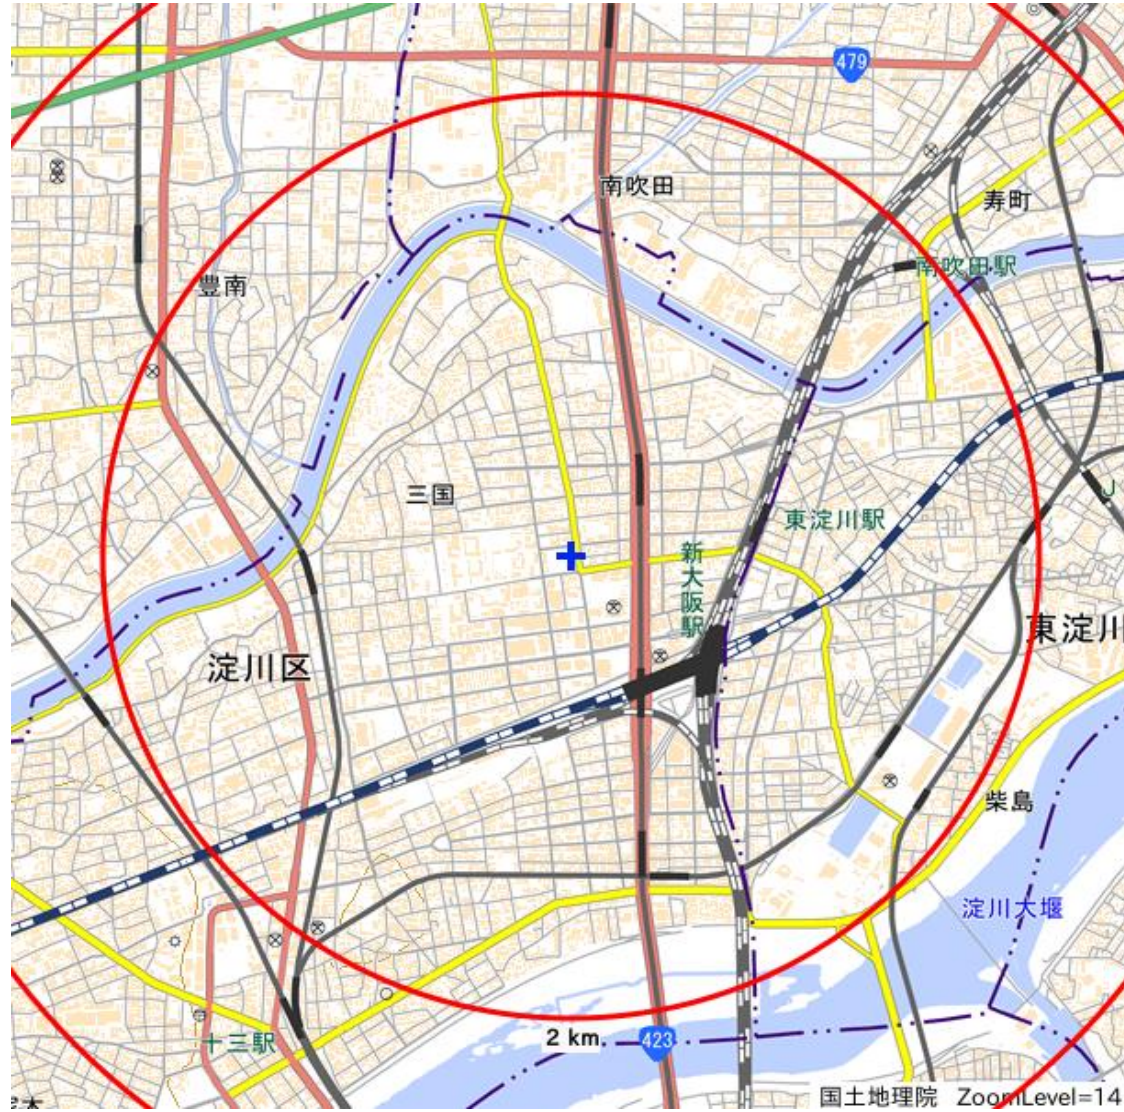 479
南吹田
寿町
南吹田駅
豊南
三国
東淀川駅
新大阪駅
J
東淀川
淀川区
柴島
淀川大堰
2 km
423
十三駅
国土地理院 ZoomLevel=14